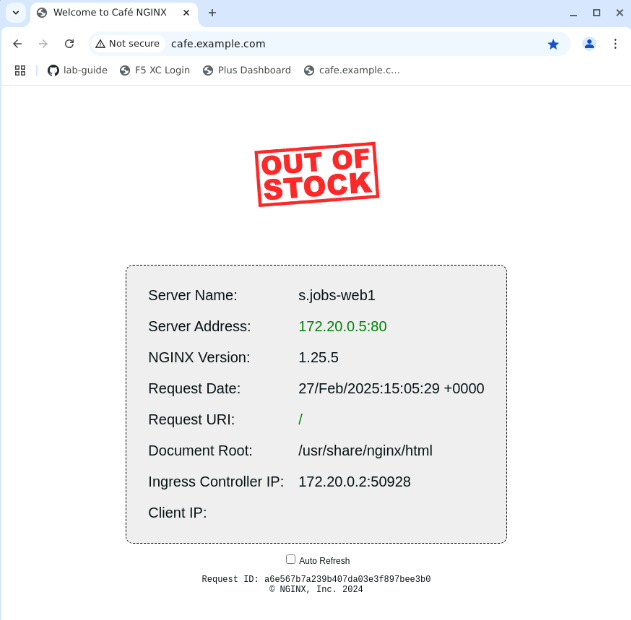 Welcome to Café NGINX
Not secure
cafe.example.com
lab-guide
F5 XC Login
Plus Dashboard
cafe.example.c...
OUT OF
STOCK
Server Name: s.jobs-web1
Server Address: 172.20.0.5:80
NGINX Version: 1.25.5
Request Date: 27/Feb/2025:15:05:29 +0000
Request URI: /
Document Root: /usr/share/nginx/html
Ingress Controller IP: 172.20.0.2:50928
Client IP:
Auto Refresh
Request ID: a6e567b7a239b407da03e3f897bee3b0
© NGINX, Inc. 2024